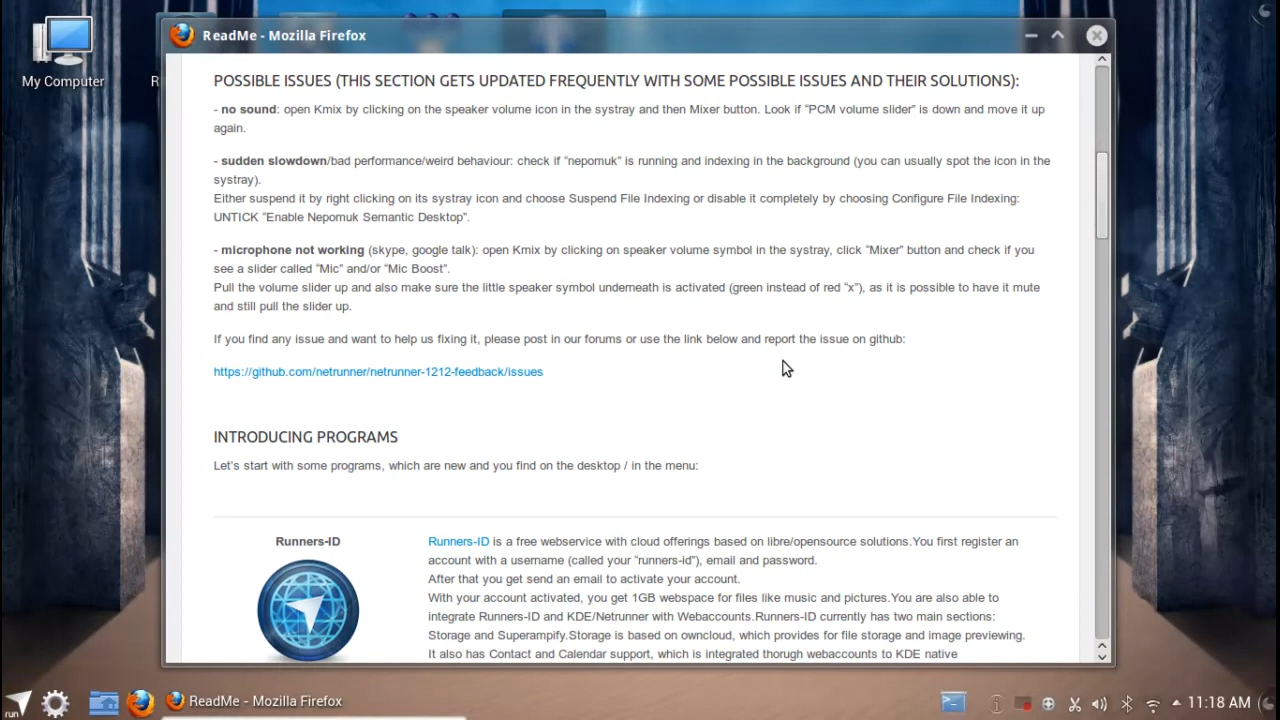 ReadMe - Mozilla Firefox
My Computer
R
POSSIBLE ISSUES (THIS SECTION GETS UPDATED FREQUENTLY WITH SOME POSSIBLE ISSUES AND THEIR SOLUTIONS):
- no sound: open Kmix by clicking on the speaker volume icon in the systray and then Mixer button. Look if “PCM volume slider” is down and move it up
again.
- sudden slowdown/bad performance/weird behaviour: check if “nepomuk” is running and indexing in the background (you can usually spot the icon in the
systray).
Either suspend it by right clicking on its systray icon and choose Suspend File Indexing or disable it completely by choosing Configure File Indexing:
UNTICK “Enable Nepomuk Semantic Desktop”.
- microphone not working (skype, google talk): open Kmix by clicking on speaker volume symbol in the systray, click “Mixer” button and check if you
see a slider called “Mic” and/or “Mic Boost”.
Pull the volume slider up and also make sure the little speaker symbol underneath is activated (green instead of red “x”), as it is possible to have it mute
and still pull the slider up.
If you find any issue and want to help us fixing it, please post in our forums or use the link below and report the issue on github:
https://github.com/netrunner/netrunner-1212-feedback/issues
INTRODUCING PROGRAMS
Let’s start with some programs, which are new and you find on the desktop / in the menu:
Runners-ID
Runners-ID is a free webservice with cloud offerings based on libre/opensource solutions.You first register an
account with a username (called your “runners-id”), email and password.
After that you get send an email to activate your account.
With your account activated, you get 1GB webspace for files like music and pictures.You are also able to
integrate Runners-ID and KDE/Netrunner with Webaccounts.Runners-ID currently has two main sections:
Storage and Superampify.Storage is based on owncloud, which provides for file storage and image previewing.
It also has Contact and Calendar support, which is integrated thorugh webaccounts to KDE native
run
ReadMe - Mozilla Firefox
11:18 AM